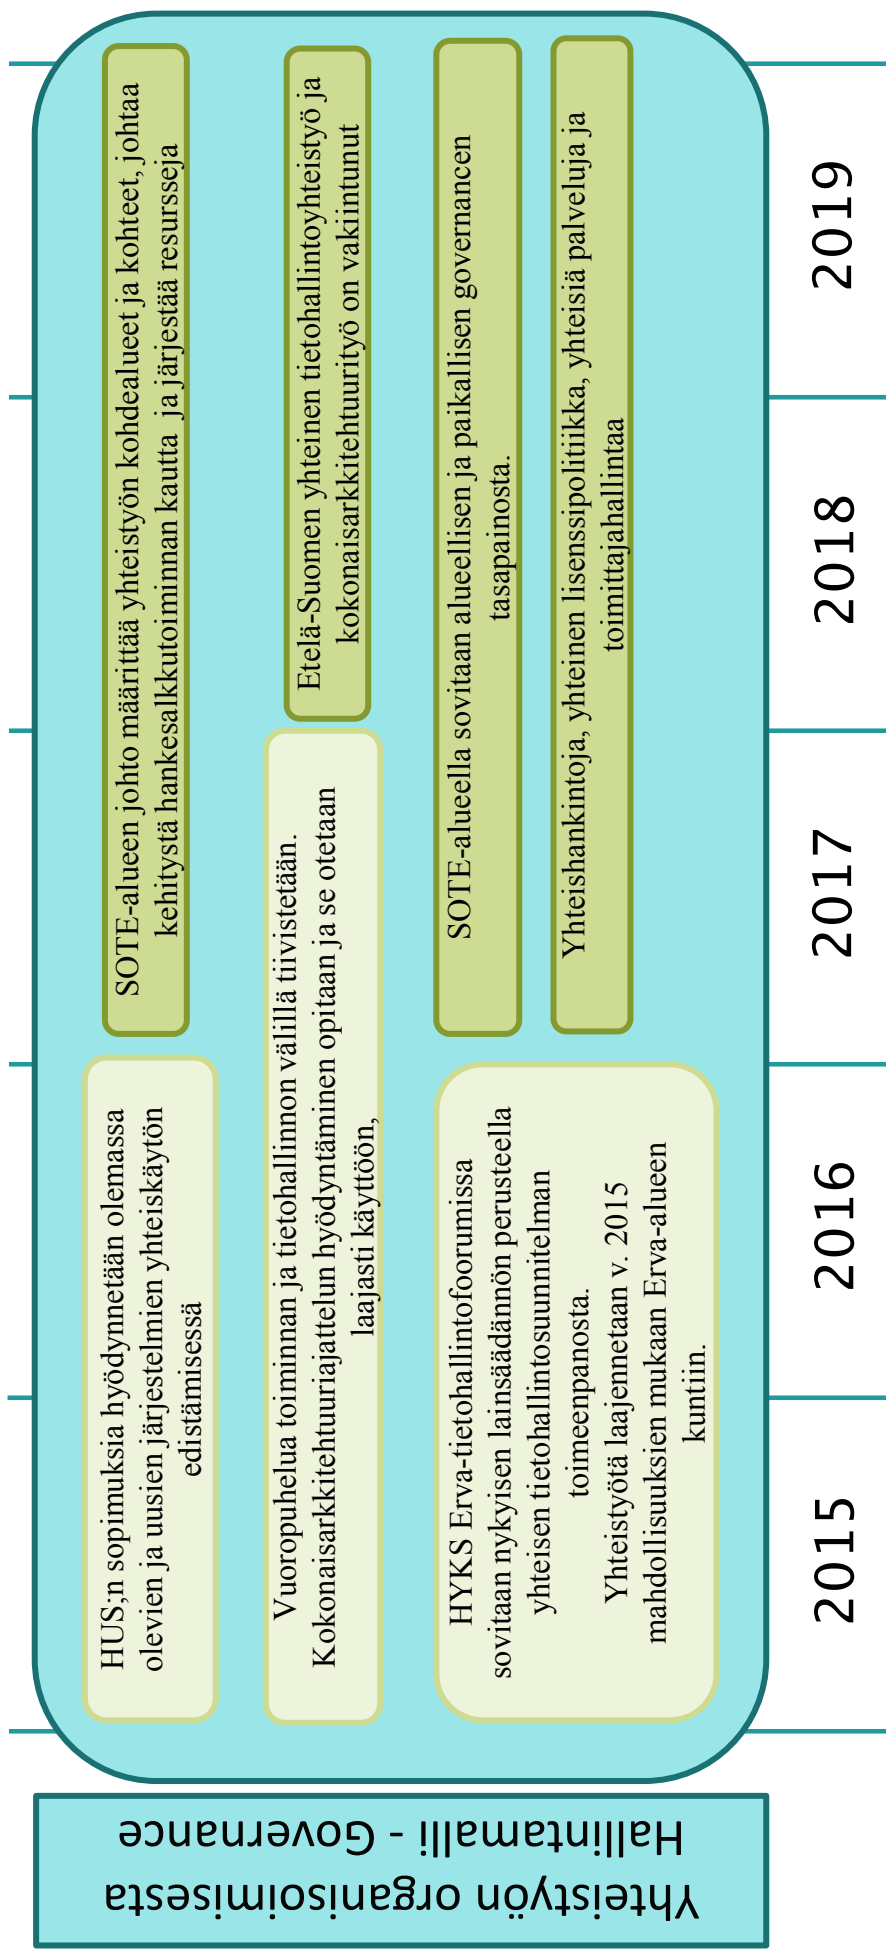 Yhteistyön organisoimisesta
Hallintamalli - Governance
HUS;n sopimuksia hyödynnetään olemassa
olevien ja uusien järjestelmien yhteiskäytön
edistämisessä
SOTE-alueen johto määrittää yhteistyön kohdealueet ja kohteet, johtaa
kehitystä hankesalkkutoiminnan kautta ja järjestää resursseja
Vuoropuhelua toiminnan ja tietohallinnon välillä tiivistetään.
Kokonaisarkkitehtuuriajattelun hyödyntäminen opitaan ja se otetaan
laajasti käyttöön,
Etelä-Suomen yhteinen tietohallintoyhteistyö ja
kokonaisarkkitehtuurityö on vakiintunut
HYKS Erva-tietohallintofoorumissa
sovitaan nykyisen lainsäädännön perusteella
yhteisen tietohallintosuunnitelman
toimeenpanosta.
Yhteistyötä laajennetaan v. 2015
mahdollisuuksien mukaan Erva-alueen
kuntiin.
SOTE-alueella sovitaan alueellisen ja paikallisen governancen
tasapainosta.
Yhteishankintoja, yhteinen lisenssipolitiikka, yhteisiä palveluja ja
toimittajahallintaa
2015
2016
2017
2018
2019